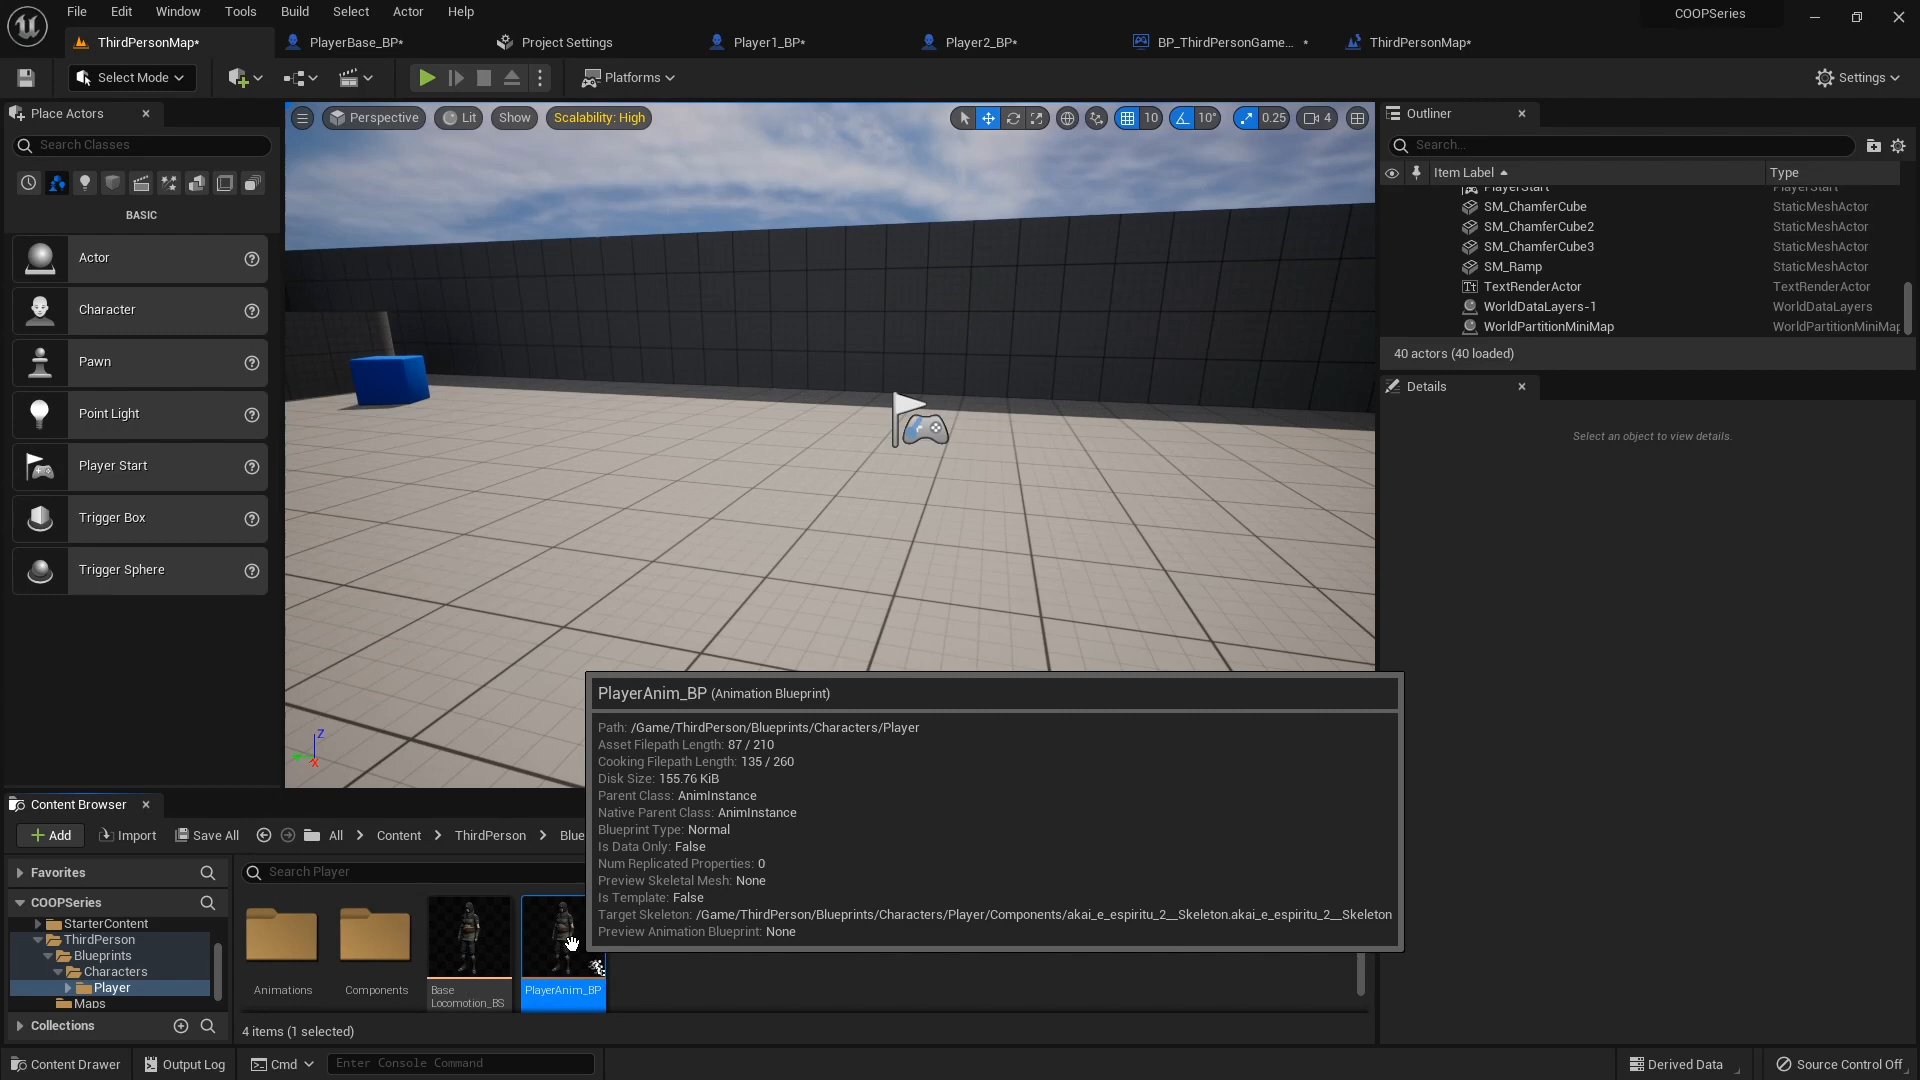 File Edit Window Tools Build Select Actor Help
COOPSeries
ThirdPersonMap* PlayerBase_BP* Project Settings Player1_BP* Player2_BP* BP_ThirdPersonGame... * ThirdPersonMap*
Select Mode Platforms Settings
Place Actors
Search Classes
BASIC
Actor
Character
Pawn
Point Light
Player Start
Trigger Box
Trigger Sphere
Perspective Lit Show Scalability: High 10 10° 0.25 4
Z
X
Outliner
Search...
Item Label Type
PlayerStart PlayerStart
SM_ChamferCube StaticMeshActor
SM_ChamferCube2 StaticMeshActor
SM_ChamferCube3 StaticMeshActor
SM_Ramp StaticMeshActor
Tt TextRenderActor TextRenderActor
WorldDataLayers-1 WorldDataLayers
WorldPartitionMiniMap WorldPartitionMiniMap
40 actors (40 loaded)
Details
Select an object to view details.
PlayerAnim_BP (Animation Blueprint)
Path: /Game/ThirdPerson/Blueprints/Characters/Player
Asset Filepath Length: 87 / 210
Cooking Filepath Length: 135 / 260
Disk Size: 155.76 KiB
Parent Class: AnimInstance
Native Parent Class: AnimInstance
Blueprint Type: Normal
Is Data Only: False
Num Replicated Properties: 0
Preview Skeletal Mesh: None
Is Template: False
Target Skeleton: /Game/ThirdPerson/Blueprints/Characters/Player/Components/akai_e_espiritu_2__Skeleton.akai_e_espiritu_2__Skeleton
Preview Animation Blueprint: None
Content Browser
Add Import Save All All Content ThirdPerson Blue
Favorites
COOPSeries
StarterContent
ThirdPerson
Blueprints
Characters
Player
Maps
Collections
Search Player
Animations
Components
Base
Locomotion_BS
PlayerAnim_BP
4 items (1 selected)
Content Drawer Output Log Cmd Enter Console Command Derived Data Source Control Off